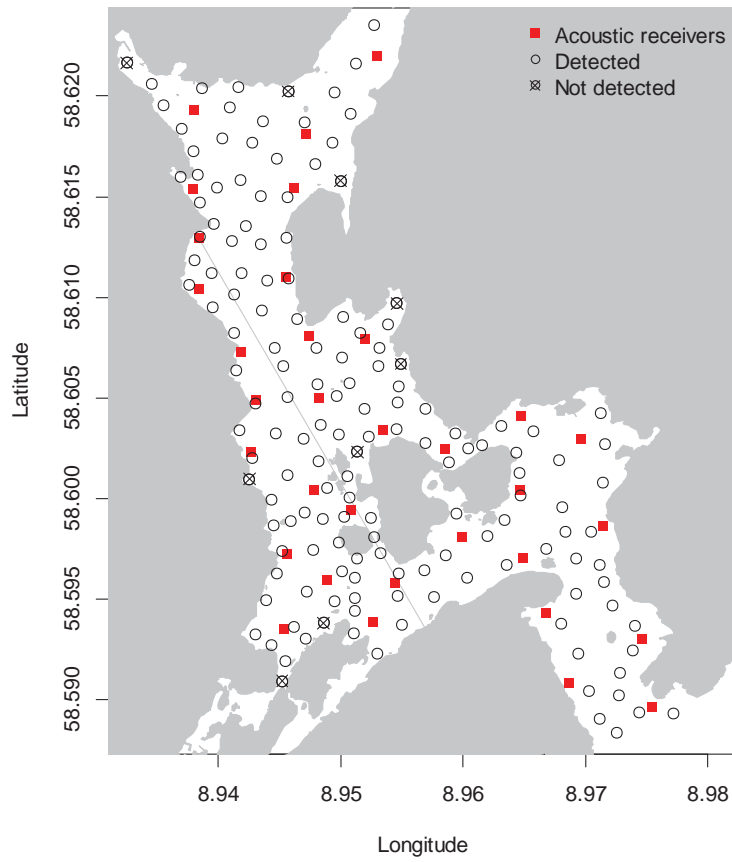 Acoustic receivers
Detected
Not detected
58.620
58.615
58.610
58.605
58.600
58.595
58.590
Latitude
8.94 8.95 8.96 8.97 8.98
Longitude